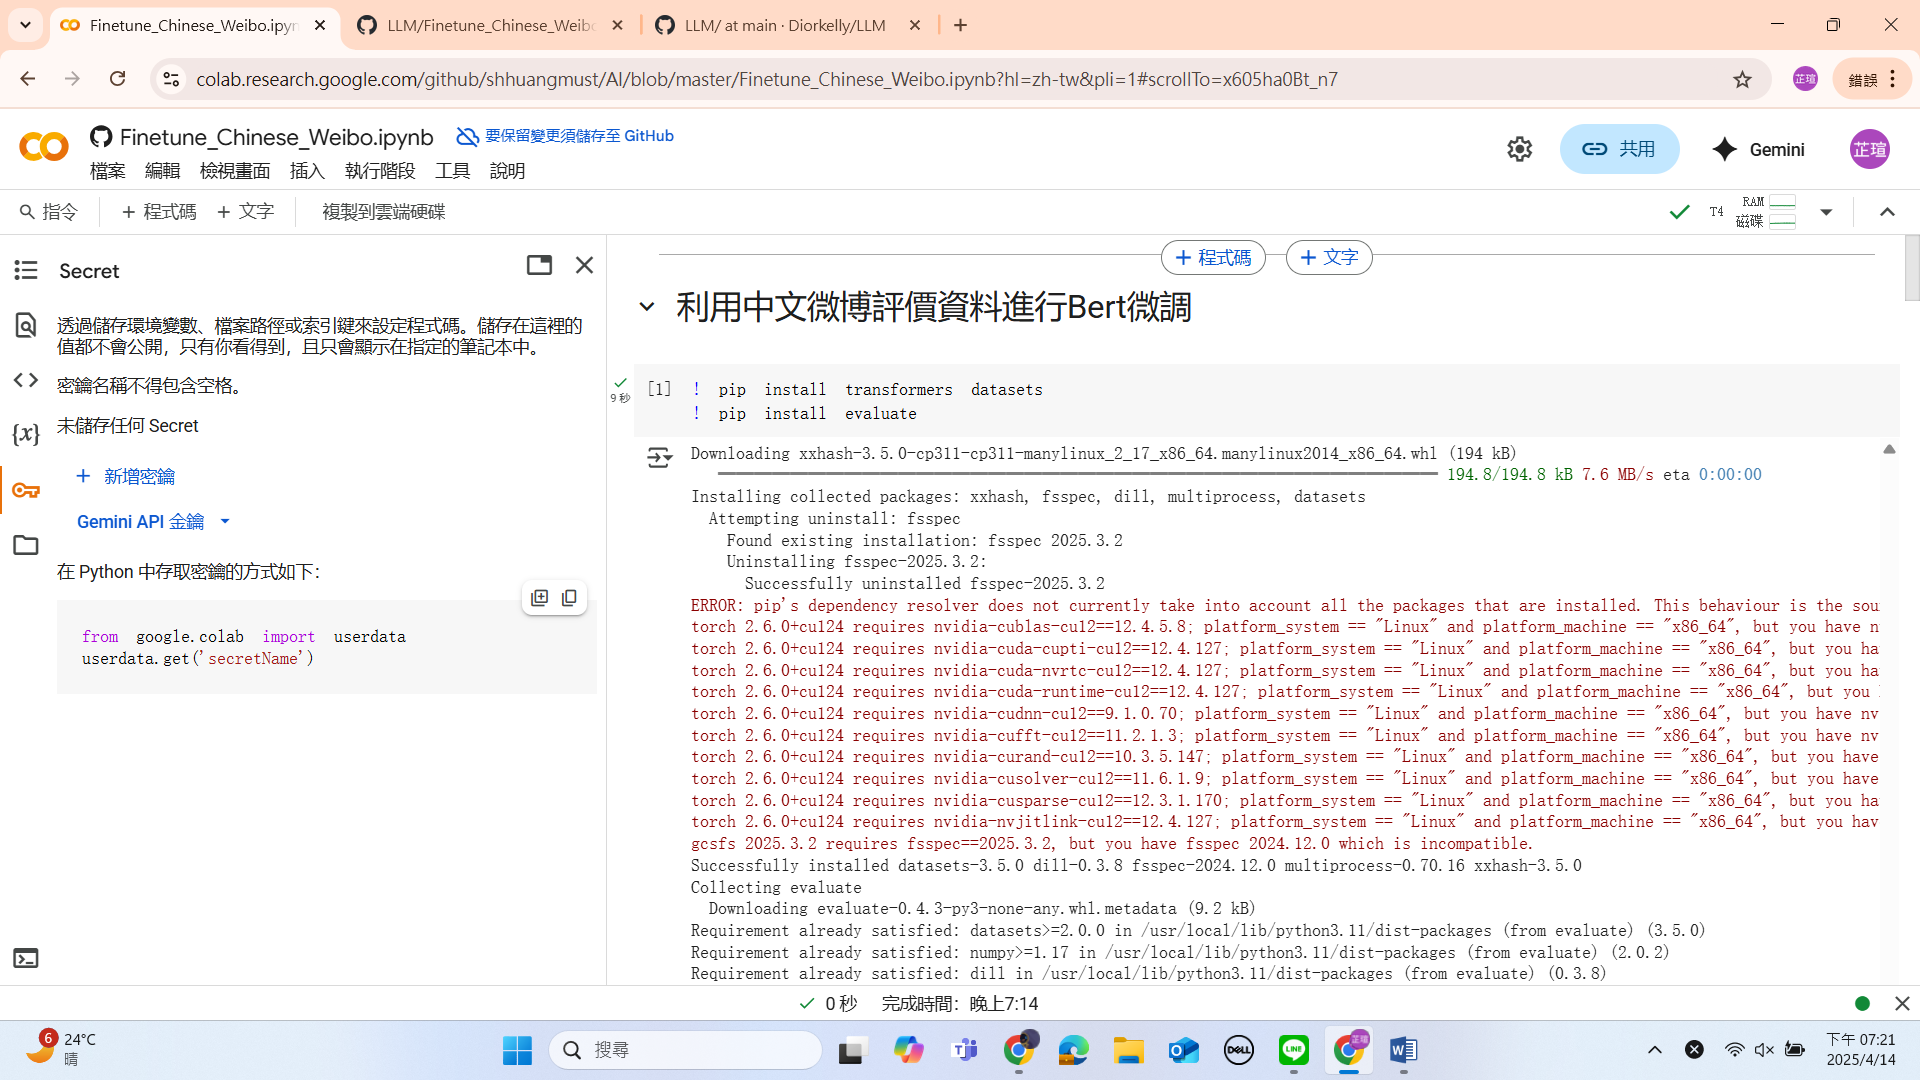 Finetune_Chinese_Weibo.ipyn
LLM/Finetune_Chinese_Weibo
LLM/ at main · Diorkelly/LLM
colab.research.google.com/github/shhuangmust/AI/blob/master/Finetune_Chinese_Weibo.ipynb?hl=zh-tw&pli=1#scrollTo=x605ha0Bt_n7
芷瑄
錯誤
Finetune_Chinese_Weibo.ipynb
要保留變更須儲存至 GitHub
共用
Gemini
芷瑄
檔案 編輯 檢視畫面 插入 執行階段 工具 說明
指令
+ 程式碼 + 文字
複製到雲端硬碟
T4
RAM
磁碟
Secret
透過儲存環境變數、檔案路徑或索引鍵來設定程式碼。儲存在這裡的
值都不會公開，只有你看得到，且只會顯示在指定的筆記本中。
密鑰名稱不得包含空格。
未儲存任何 Secret
+ 新增密鑰
Gemini API 金鑰
在 Python 中存取密鑰的方式如下：
from google.colab import userdata
userdata.get('secretName')
+ 程式碼
+ 文字
利用中文微博評價資料進行Bert微調
9 秒
[1] ! pip install transformers datasets
! pip install evaluate
Downloading xxhash-3.5.0-cp311-cp311-manylinux_2_17_x86_64.manylinux2014_x86_64.whl (194 kB)
194.8/194.8 kB 7.6 MB/s eta 0:00:00
Installing collected packages: xxhash, fsspec, dill, multiprocess, datasets
Attempting uninstall: fsspec
Found existing installation: fsspec 2025.3.2
Uninstalling fsspec-2025.3.2:
Successfully uninstalled fsspec-2025.3.2
ERROR: pip's dependency resolver does not currently take into account all the packages that are installed. This behaviour is the sou
torch 2.6.0+cu124 requires nvidia-cublas-cu12==12.4.5.8; platform_system == "Linux" and platform_machine == "x86_64", but you have n
torch 2.6.0+cu124 requires nvidia-cuda-cupti-cu12==12.4.127; platform_system == "Linux" and platform_machine == "x86_64", but you ha
torch 2.6.0+cu124 requires nvidia-cuda-nvrtc-cu12==12.4.127; platform_system == "Linux" and platform_machine == "x86_64", but you ha
torch 2.6.0+cu124 requires nvidia-cuda-runtime-cu12==12.4.127; platform_system == "Linux" and platform_machine == "x86_64", but you
torch 2.6.0+cu124 requires nvidia-cudnn-cu12==9.1.0.70; platform_system == "Linux" and platform_machine == "x86_64", but you have nv
torch 2.6.0+cu124 requires nvidia-cufft-cu12==11.2.1.3; platform_system == "Linux" and platform_machine == "x86_64", but you have nv
torch 2.6.0+cu124 requires nvidia-curand-cu12==10.3.5.147; platform_system == "Linux" and platform_machine == "x86_64", but you have
torch 2.6.0+cu124 requires nvidia-cusolver-cu12==11.6.1.9; platform_system == "Linux" and platform_machine == "x86_64", but you have
torch 2.6.0+cu124 requires nvidia-cusparse-cu12==12.3.1.170; platform_system == "Linux" and platform_machine == "x86_64", but you ha
torch 2.6.0+cu124 requires nvidia-nvjitlink-cu12==12.4.127; platform_system == "Linux" and platform_machine == "x86_64", but you hav
gcsfs 2025.3.2 requires fsspec==2025.3.2, but you have fsspec 2024.12.0 which is incompatible.
Successfully installed datasets-3.5.0 dill-0.3.8 fsspec-2024.12.0 multiprocess-0.70.16 xxhash-3.5.0
Collecting evaluate
Downloading evaluate-0.4.3-py3-none-any.whl.metadata (9.2 kB)
Requirement already satisfied: datasets>=2.0.0 in /usr/local/lib/python3.11/dist-packages (from evaluate) (3.5.0)
Requirement already satisfied: numpy>=1.17 in /usr/local/lib/python3.11/dist-packages (from evaluate) (2.0.2)
Requirement already satisfied: dill in /usr/local/lib/python3.11/dist-packages (from evaluate) (0.3.8)
0 秒 完成時間：晚上7:14
6
24°C
晴
搜尋
DELL
LINE
芷瑄
下午 07:21
2025/4/14